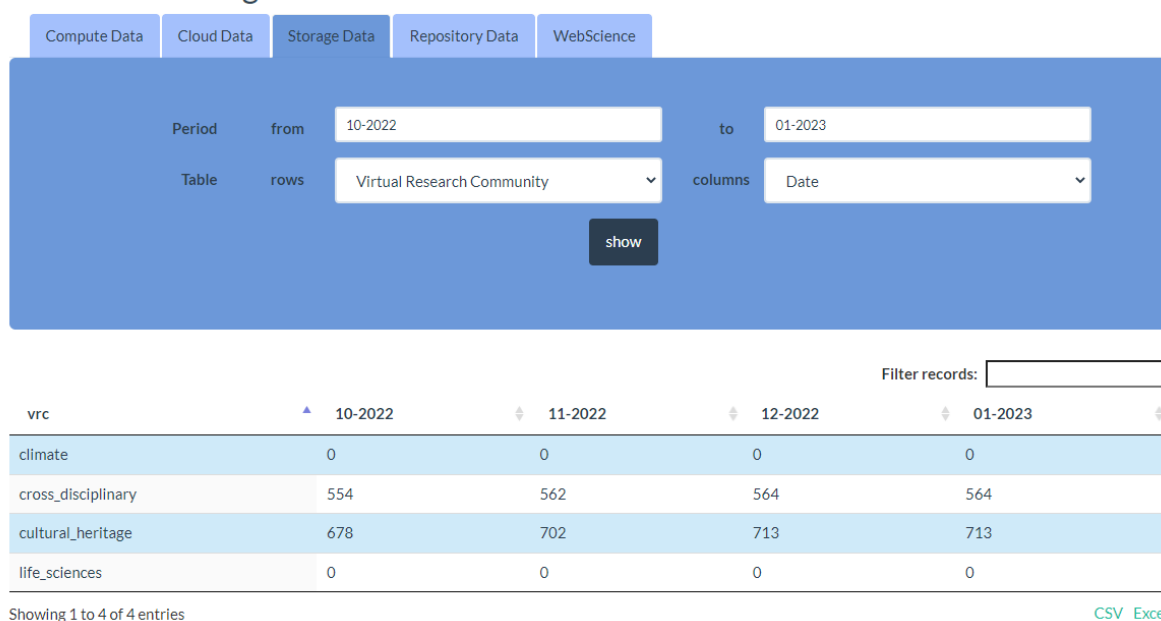 Compute Data Cloud Data Storage Data Repository Data WebScience
Period from 10-2022 to 01-2023
Table rows Virtual Research Community columns Date
show
Filter records:
vrc 10-2022 11-2022 12-2022 01-2023
climate 0 0 0 0
cross_disciplinary 554 562 564 564
cultural_heritage 678 702 713 713
life_sciences 0 0 0 0
Showing 1 to 4 of 4 entries CSV Exce